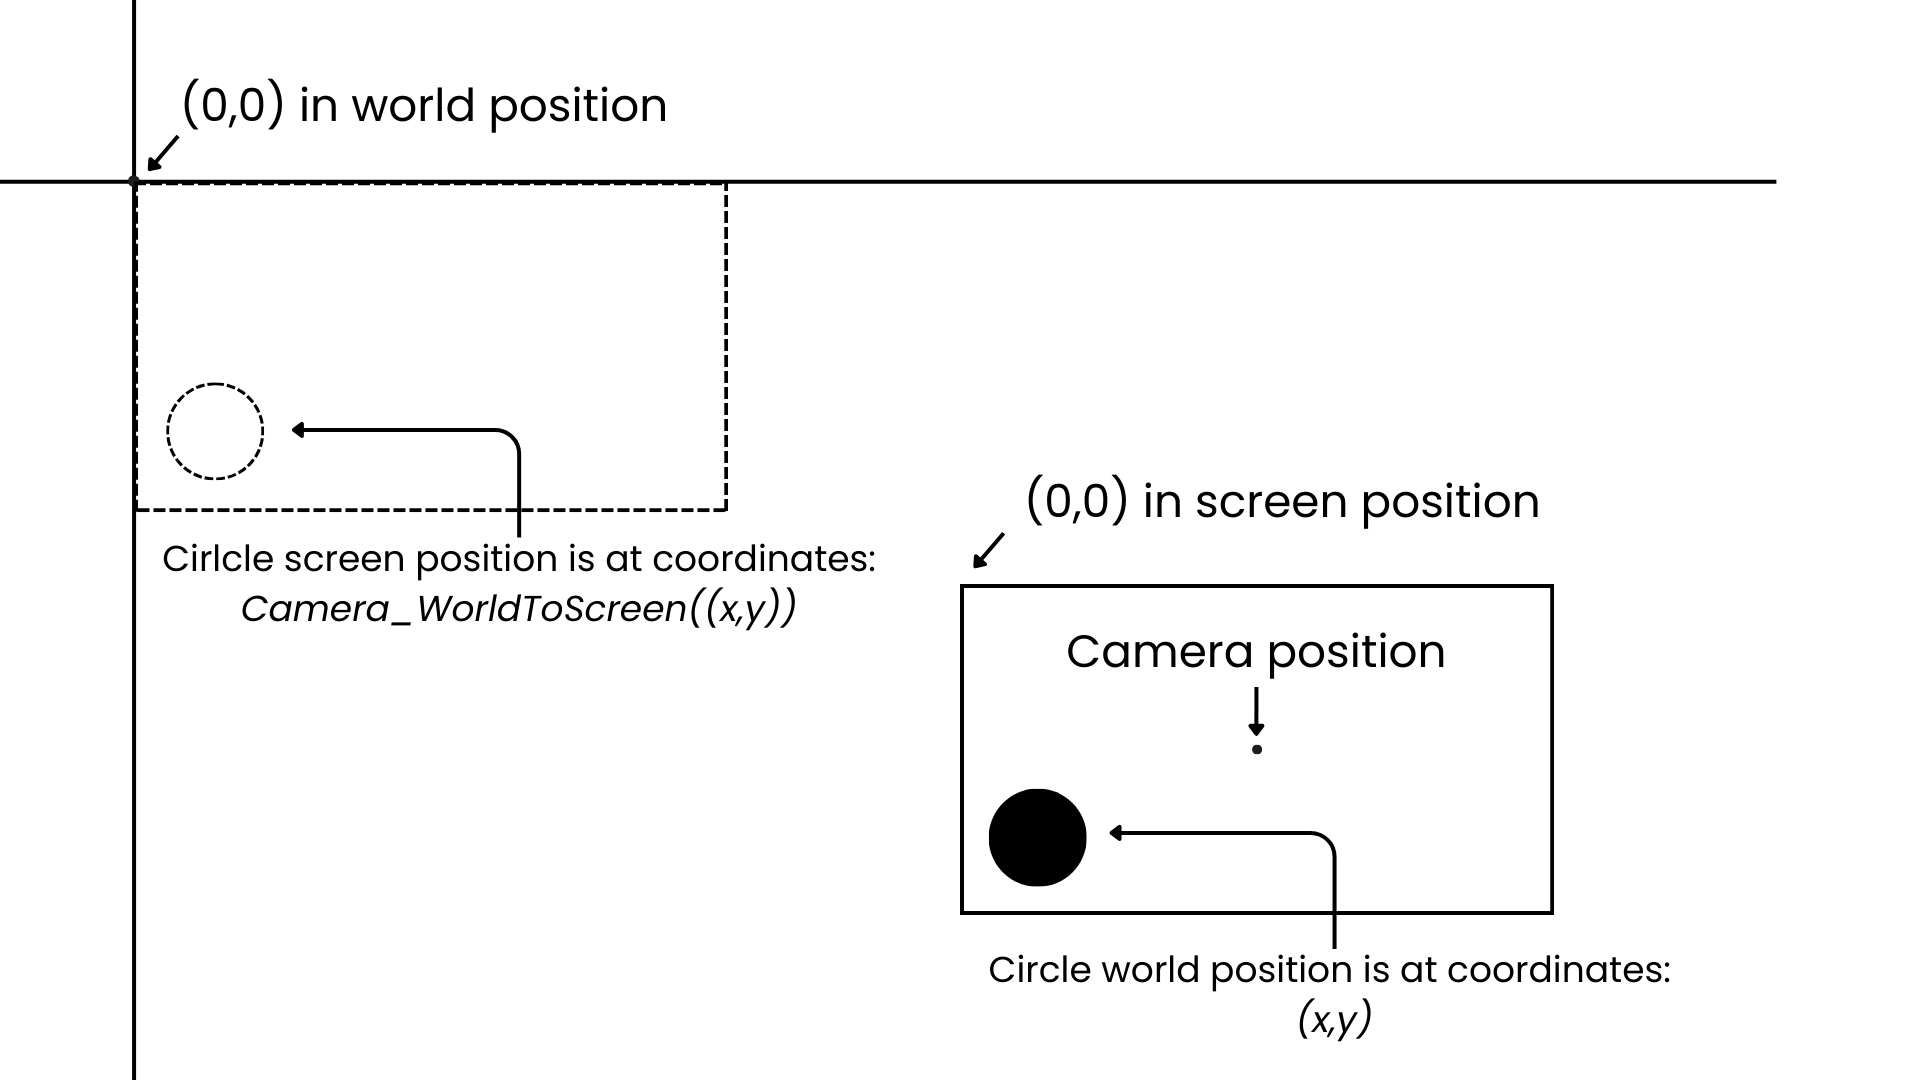 (0,0) in world position
Cirlcle screen position is at coordinates:
Camera_WorldToScreen((x,y))
(0,0) in screen position
Camera position
Circle world position is at coordinates:
(x,y)